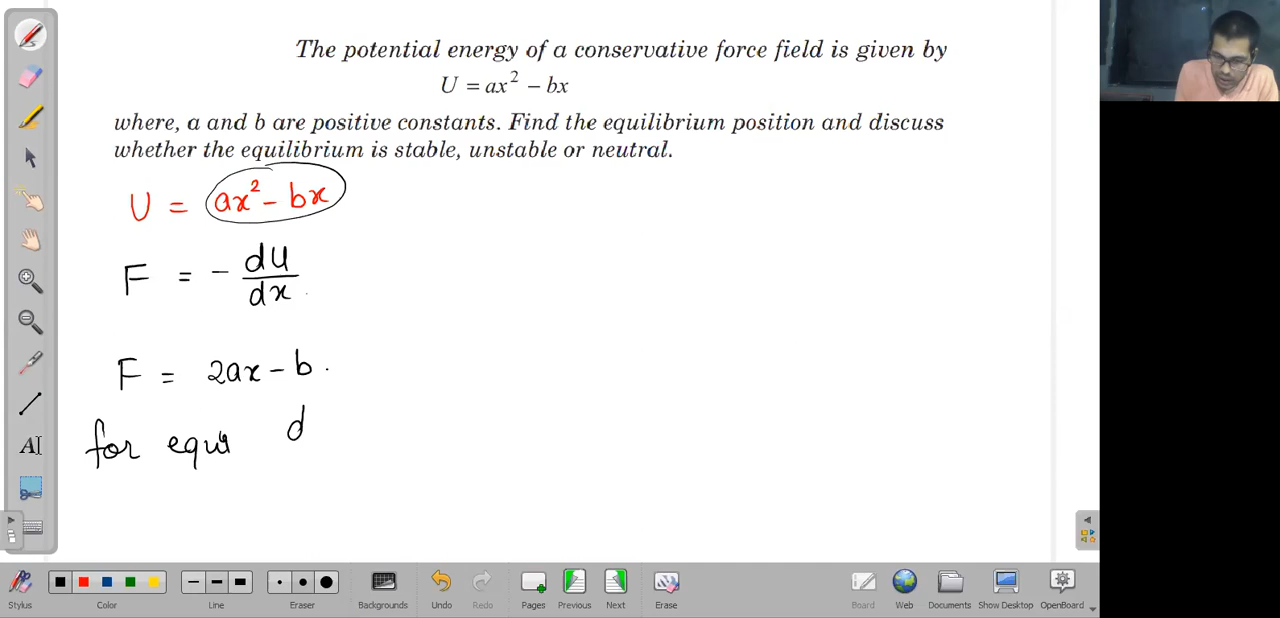 The potential energy of a conservative force field is given by
U = ax² − bx
where, a and b are positive constants. Find the equilibrium position and discuss
whether the equilibrium is stable, unstable or neutral.
U = ax² − bx
F = − dU/dx
F = 2ax − b.
for equi d
A
Stylus Color Line Eraser Backgrounds Undo Redo Pages Previous Next Erase Board Web Documents Show Desktop OpenBoard